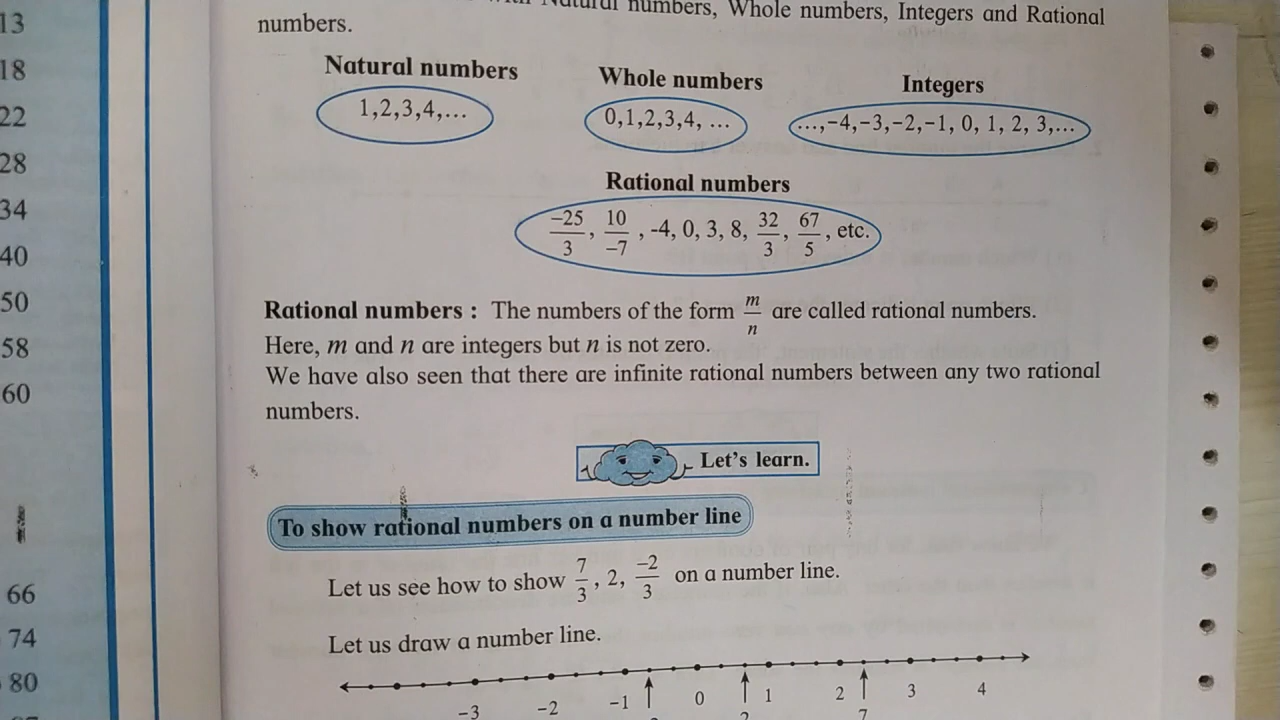 13
18
22
28
34
40
50
58
60
66
74
80
Natural numbers, Whole numbers, Integers and Rational
numbers.
Natural numbers
1,2,3,4,...
Whole numbers
0,1,2,3,4, ...
Integers
...,−4,−3,−2,−1, 0, 1, 2, 3,...
Rational numbers
−25/3, 10/−7, -4, 0, 3, 8, 32/3, 67/5, etc.
Rational numbers : The numbers of the form m/n are called rational numbers.
Here, m and n are integers but n is not zero.
We have also seen that there are infinite rational numbers between any two rational
numbers.
Let's learn.
To show rational numbers on a number line
Let us see how to show 7/3, 2, −2/3 on a number line.
Let us draw a number line.
−3 −2 −1 0 1 2 3 4
7